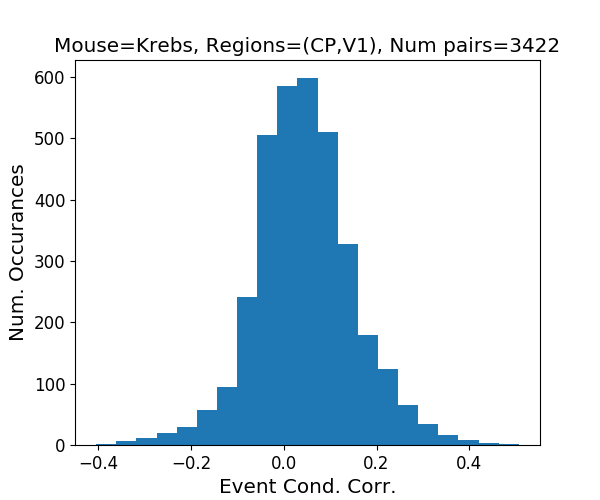 Mouse=Krebs, Regions=(CP,V1), Num pairs=3422
600
500
400
300
200
100
0
Num. Occurances
−0.4 −0.2 0.0 0.2 0.4
Event Cond. Corr.